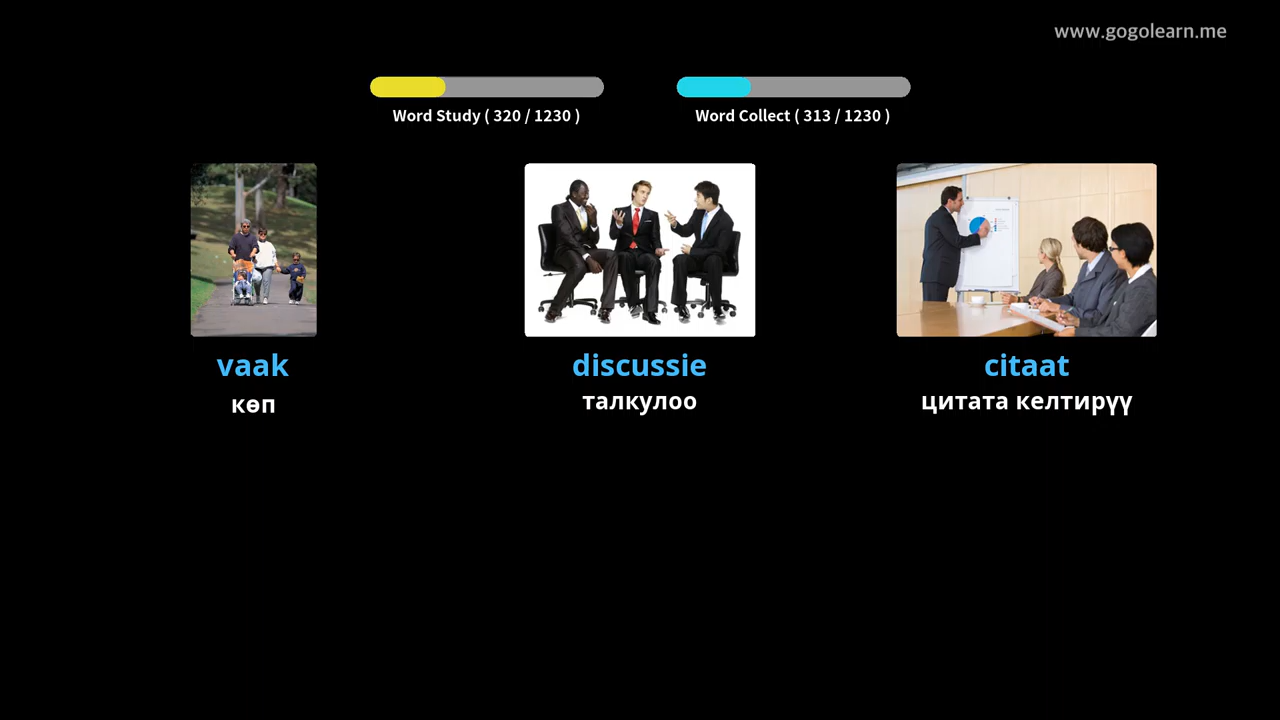 www.gogolearn.me
Word Study ( 320 / 1230 )
Word Collect ( 313 / 1230 )
vaak
көп
discussie
талкулоо
citaat
цитата келтирүү